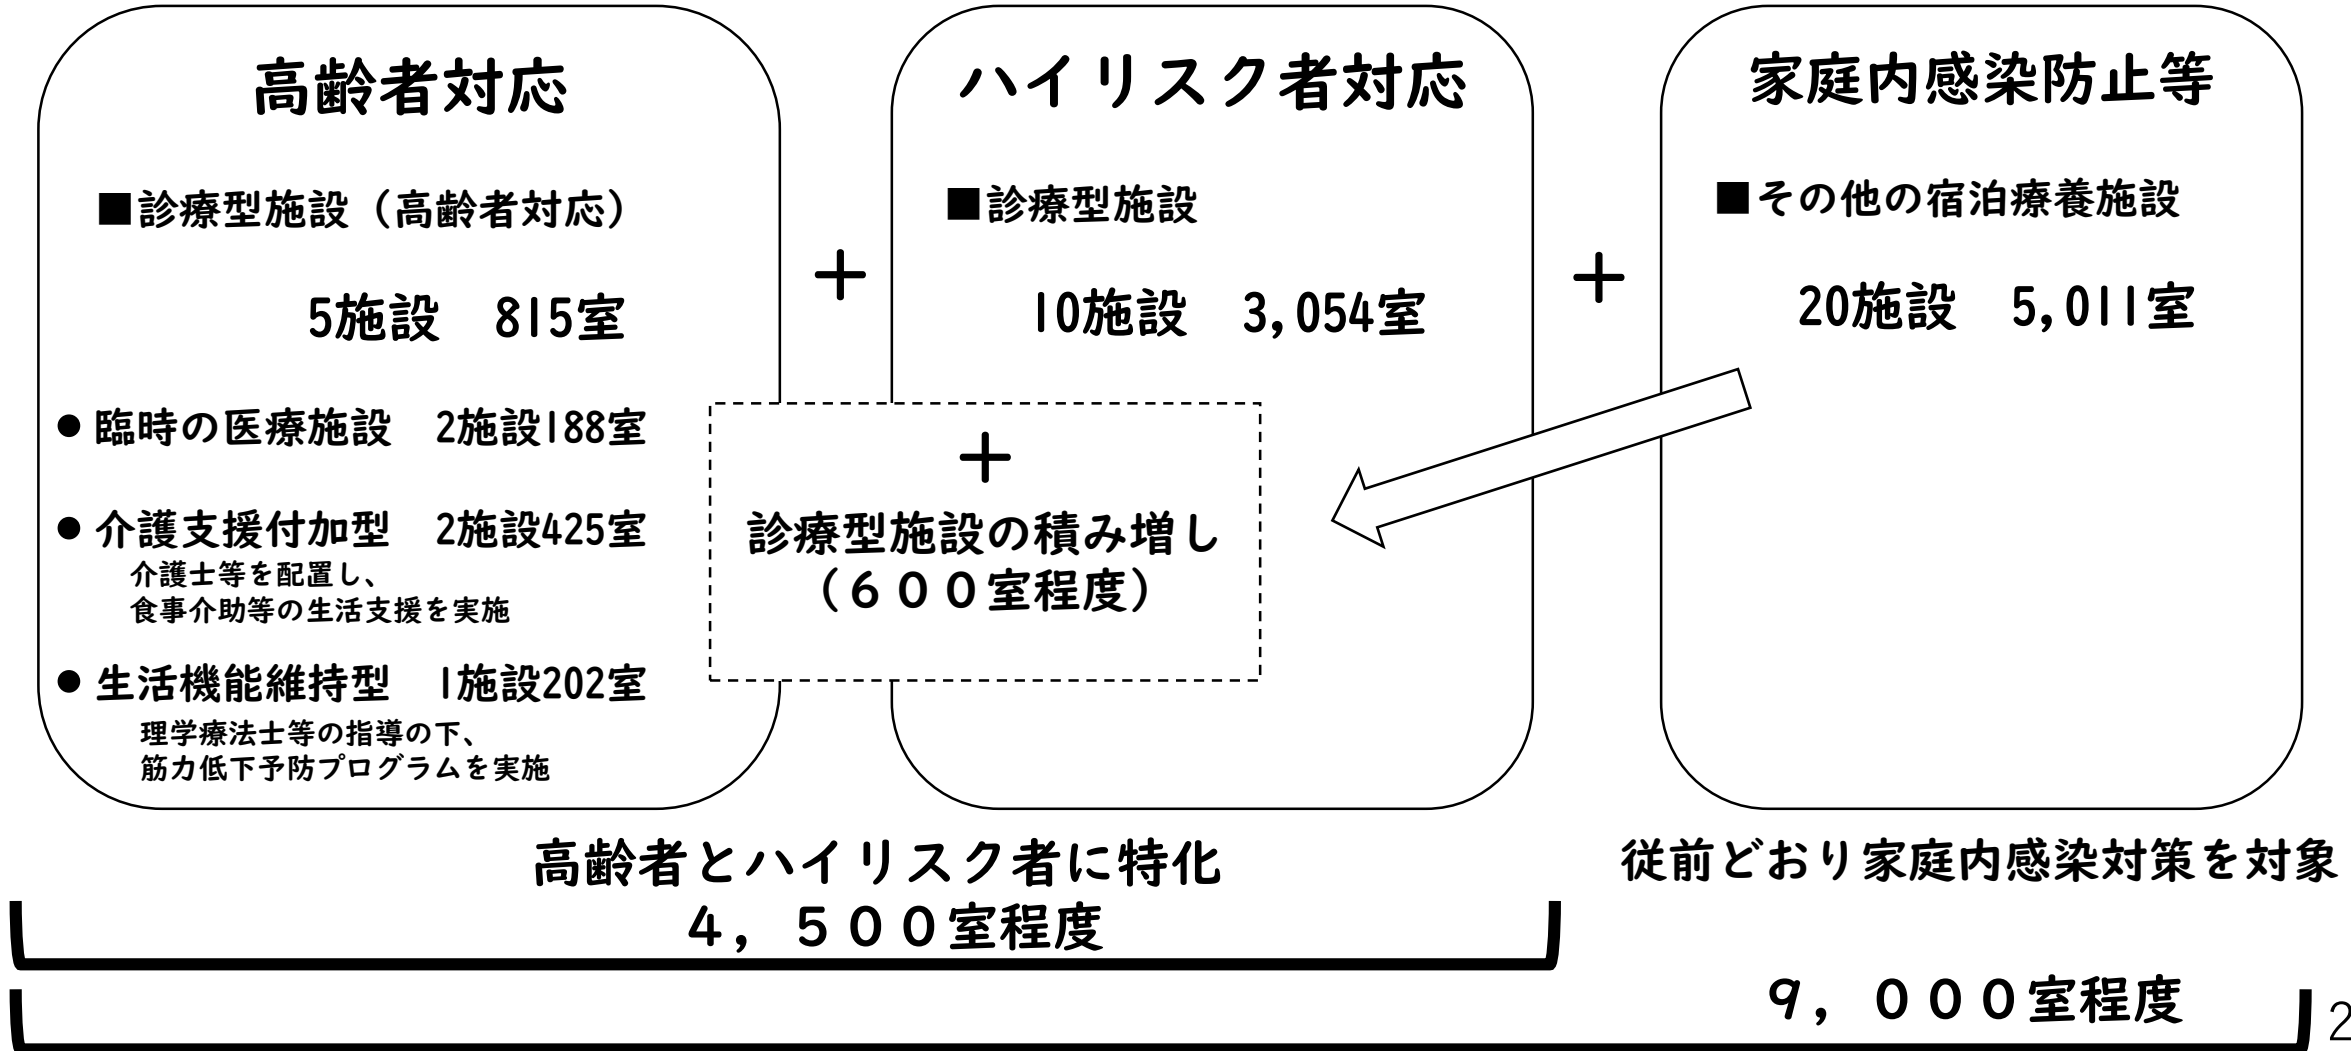 高齢者対応
■診療型施設（高齢者対応）
5施設　815室
● 臨時の医療施設　2施設188室
● 介護支援付加型　2施設425室
介護士等を配置し、
食事介助等の生活支援を実施
● 生活機能維持型　1施設202室
理学療法士等の指導の下、
筋力低下予防プログラムを実施
＋
ハイリスク者対応
■診療型施設
10施設　3,054室
＋
診療型施設の積み増し
（６００室程度）
＋
家庭内感染防止等
■その他の宿泊療養施設
20施設　5,011室
高齢者とハイリスク者に特化
４，５００室程度
従前どおり家庭内感染対策を対象
９，０００室程度
2